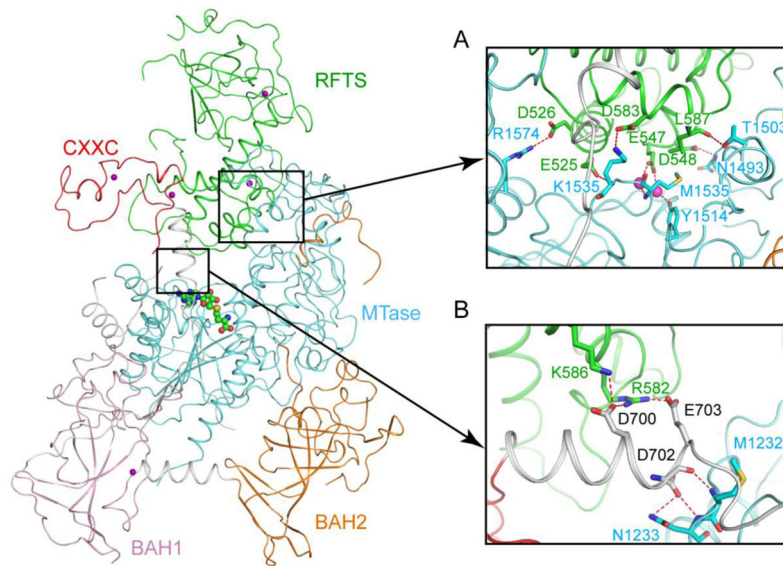 A
RFTS
CXXC
MTase
BAH1
BAH2
D526
D583
L587
T1503
R1574
E547
D548
E525
N1493
K1535
M1535
Y1514
B
K586
R582
E703
D700
M1232
D702
N1233